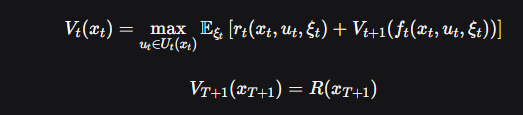 V_t(x_t) = max_{u_t∈U_t(x_t)} 𝔼_{ξ_t} [r_t(x_t, u_t, ξ_t) + V_{t+1}(f_t(x_t, u_t, ξ_t))]
V_{T+1}(x_{T+1}) = R(x_{T+1})